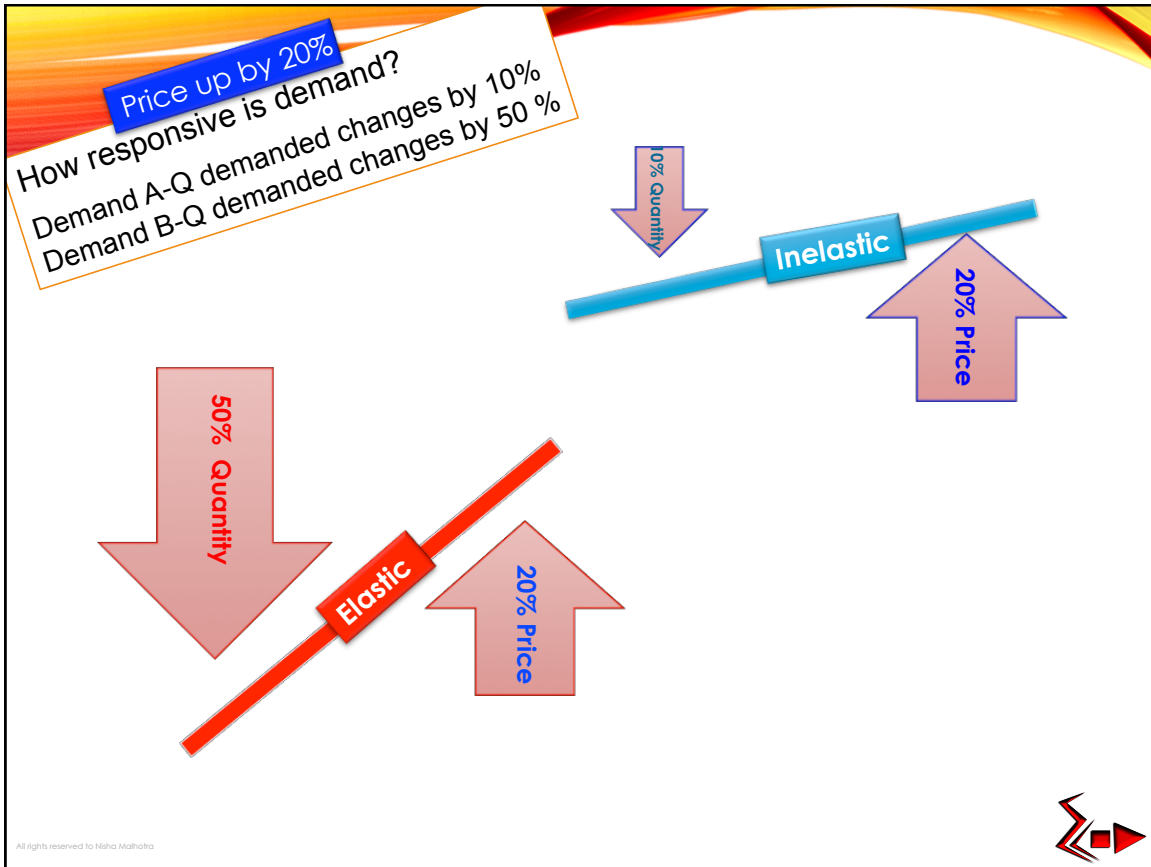 Price up by 20%
How responsive is demand?
Demand A-Q demanded changes by 10%
Demand B-Q demanded changes by 50 %
10% Quantity
Inelastic
20% Price
50% Quantity
Elastic
20% Price
All rights reserved to Nisha Malhotra